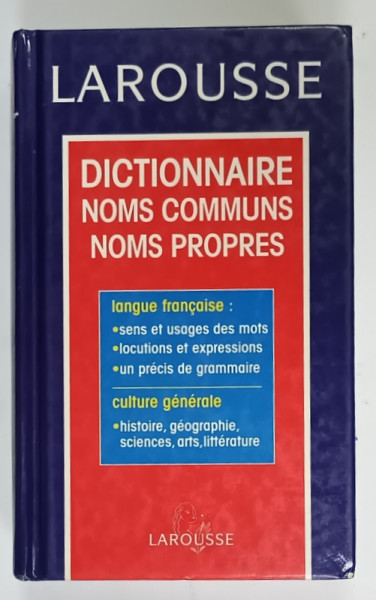 LAROUSSE
DICTIONNAIRE
NOMS COMMUNS
NOMS PROPRES
langue française :
•sens et usages des mots
•locutions et expressions
•un précis de grammaire
culture générale
•histoire, géographie,
sciences, arts, littérature
LAROUSSE